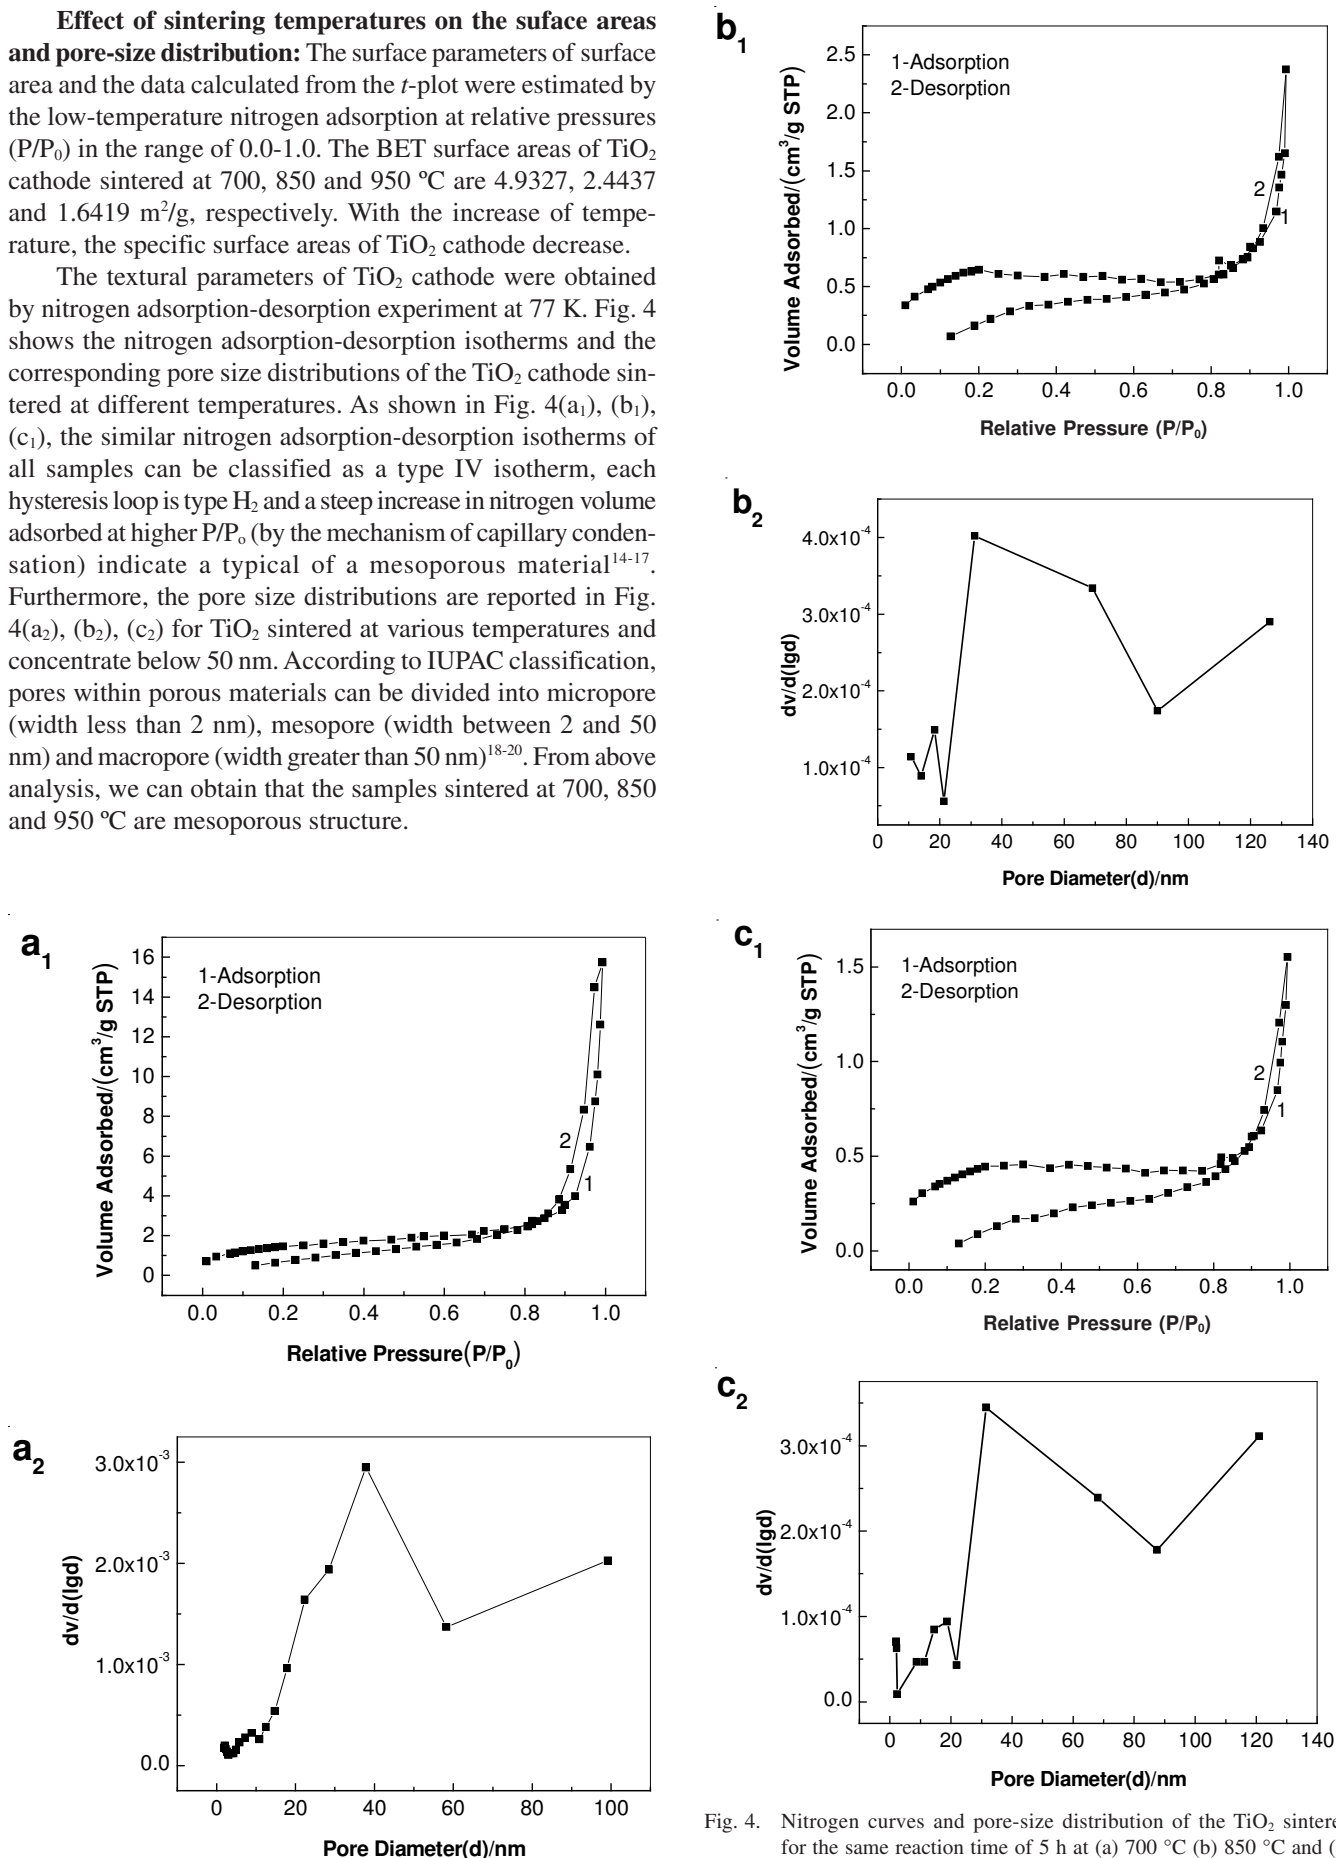 Effect of sintering temperatures on the suface areas
and pore-size distribution: The surface parameters of surface
area and the data calculated from the t-plot were estimated by
the low-temperature nitrogen adsorption at relative pressures
(P/P₀) in the range of 0.0-1.0. The BET surface areas of TiO₂
cathode sintered at 700, 850 and 950 ºC are 4.9327, 2.4437
and 1.6419 m²/g, respectively. With the increase of tempe-
rature, the specific surface areas of TiO₂ cathode decrease.
The textural parameters of TiO₂ cathode were obtained
by nitrogen adsorption-desorption experiment at 77 K. Fig. 4
shows the nitrogen adsorption-desorption isotherms and the
corresponding pore size distributions of the TiO₂ cathode sin-
tered at different temperatures. As shown in Fig. 4(a₁), (b₁),
(c₁), the similar nitrogen adsorption-desorption isotherms of
all samples can be classified as a type IV isotherm, each
hysteresis loop is type H₂ and a steep increase in nitrogen volume
adsorbed at higher P/Pₒ (by the mechanism of capillary conden-
sation) indicate a typical of a mesoporous material¹⁴⁻¹⁷.
Furthermore, the pore size distributions are reported in Fig.
4(a₂), (b₂), (c₂) for TiO₂ sintered at various temperatures and
concentrate below 50 nm. According to IUPAC classification,
pores within porous materials can be divided into micropore
(width less than 2 nm), mesopore (width between 2 and 50
nm) and macropore (width greater than 50 nm)¹⁸⁻²⁰. From above
analysis, we can obtain that the samples sintered at 700, 850
and 950 ºC are mesoporous structure.
a₁
1-Adsorption
2-Desorption
16
14
12
10
8
6
4
2
0
Volume Adsorbed/(cm³/g STP)
2
1
0.0 0.2 0.4 0.6 0.8 1.0
Relative Pressure(P/P₀)
a₂
3.0x10⁻³
2.0x10⁻³
1.0x10⁻³
0.0
dv/d(lgd)
0 20 40 60 80 100
Pore Diameter(d)/nm
b₁
1-Adsorption
2-Desorption
2.5
2.0
1.5
1.0
0.5
0.0
Volume Adsorbed/(cm³/g STP)
2
1
0.0 0.2 0.4 0.6 0.8 1.0
Relative Pressure (P/P₀)
b₂
4.0x10⁻⁴
3.0x10⁻⁴
2.0x10⁻⁴
1.0x10⁻⁴
dv/d(lgd)
0 20 40 60 80 100 120 140
Pore Diameter(d)/nm
c₁
1-Adsorption
2-Desorption
1.5
1.0
0.5
0.0
Volume Adsorbed/(cm³/g STP)
2
1
0.0 0.2 0.4 0.6 0.8 1.0
Relative Pressure (P/P₀)
c₂
3.0x10⁻⁴
2.0x10⁻⁴
1.0x10⁻⁴
0.0
dv/d(lgd)
0 20 40 60 80 100 120 140
Pore Diameter(d)/nm
Fig. 4. Nitrogen curves and pore-size distribution of the TiO₂ sintere
for the same reaction time of 5 h at (a) 700 °C (b) 850 °C and (